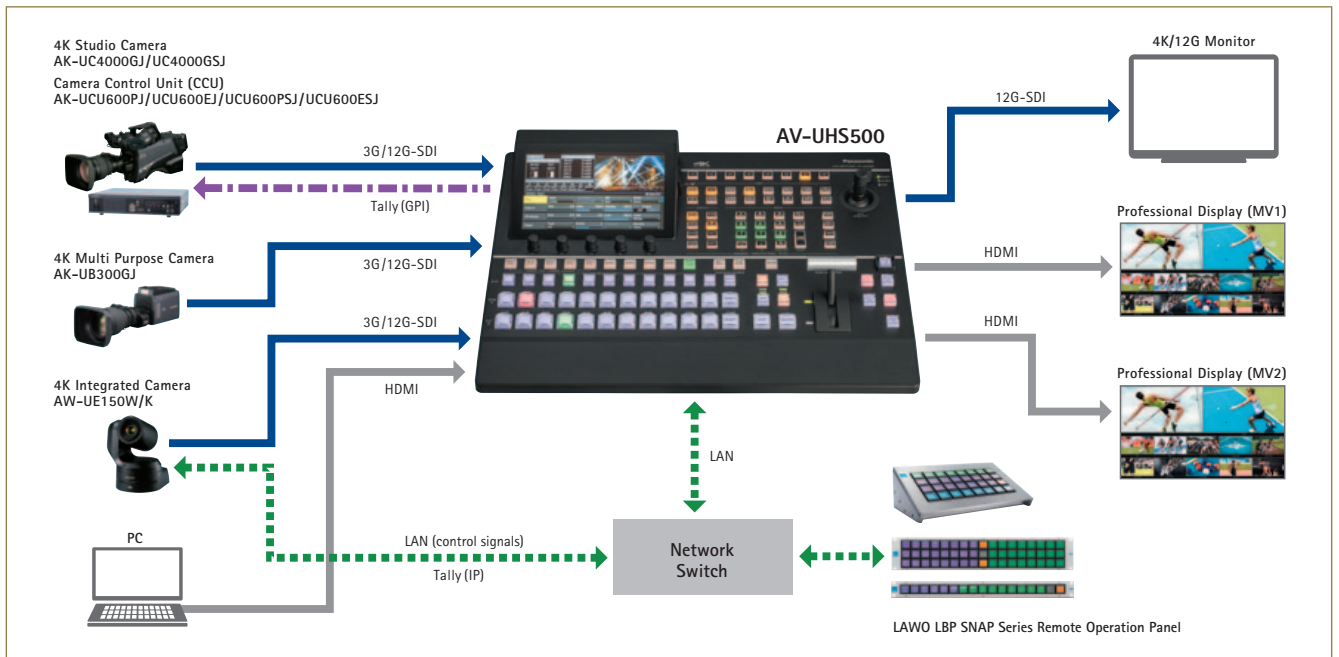 4K Studio Camera
AK-UC4000GJ/UC4000GSJ
Camera Control Unit (CCU)
AK-UCU600PJ/UCU600EJ/UCU600PSJ/UCU600ESJ
3G/12G-SDI
Tally (GPI)
4K Multi Purpose Camera
AK-UB300GJ
3G/12G-SDI
3G/12G-SDI
4K Integrated Camera
AW-UE150W/K
HDMI
PC
LAN (control signals)
Tally (IP)
AV-UHS500
4K
Panasonic
LAN
Network
Switch
4K/12G Monitor
12G-SDI
Professional Display (MV1)
HDMI
HDMI
Professional Display (MV2)
LAWO LBP SNAP Series Remote Operation Panel